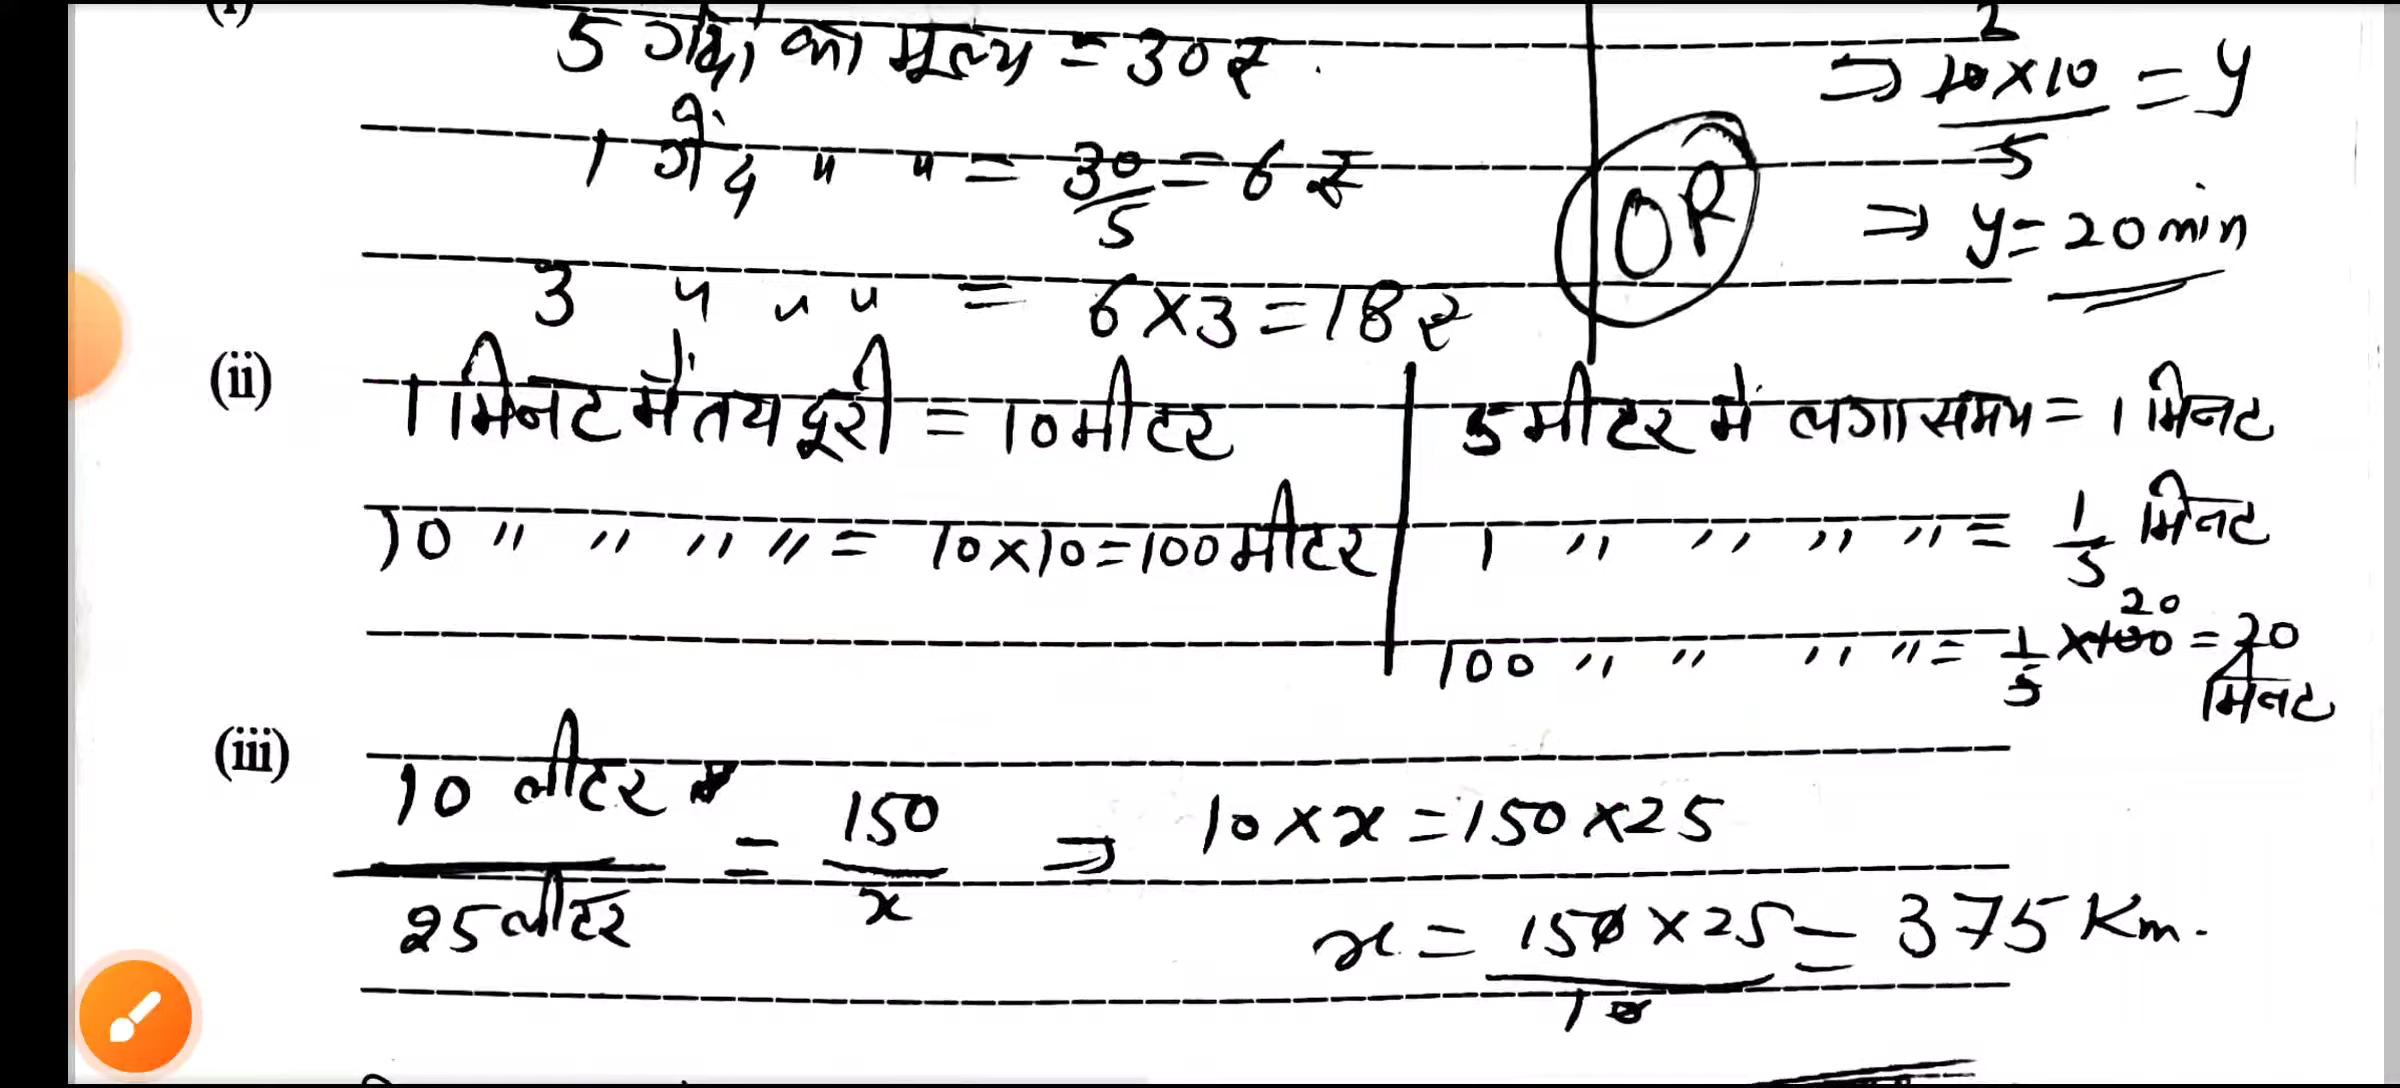 (i)
5 गेंदों का मूल्य = 30₹.
1 गेंद " " = 30/5 = 6₹
3 " " " = 6×3=18₹
⇒ 2
10×10/5 = y
OR
⇒ y = 20 min
(ii)
1 मिनट में तय दूरी = 10 मीटर
10 " " " " = 10×10=100 मीटर
5 मीटर में लगा समय = 1 मिनट
1 " " " " = 1/5 मिनट
100 " " " " = 1/5 ×100 = 20 मिनट
20
(iii)
10 लीटर / 25 लीटर = 150/x ⇒ 10×x=150×25
x = 150×25/10 = 375 Km.